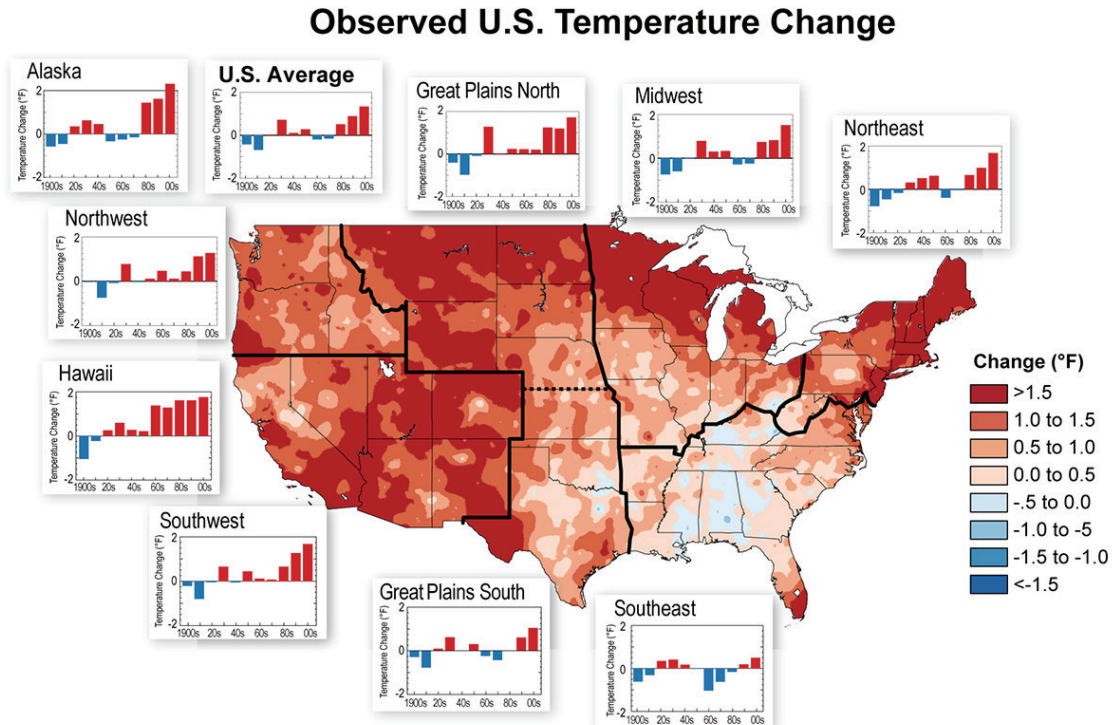 Observed U.S. Temperature Change
Alaska
Temperature Change (°F)
2
0
-2
1900s 20s 40s 60s 80s 00s
U.S. Average
Temperature Change (°F)
2
0
-2
1900s 20s 40s 60s 80s 00s
Great Plains North
Temperature Change (°F)
2
0
-2
1900s 20s 40s 60s 80s 00s
Midwest
Temperature Change (°F)
2
0
-2
1900s 20s 40s 60s 80s 00s
Northeast
Temperature Change (°F)
2
0
-2
1900s 20s 40s 60s 80s 00s
Northwest
Temperature Change (°F)
2
0
-2
1900s 20s 40s 60s 80s 00s
Hawaii
Temperature Change (°F)
2
0
-2
1900s 20s 40s 60s 80s 00s
Southwest
Temperature Change (°F)
2
0
-2
1900s 20s 40s 60s 80s 00s
Great Plains South
Temperature Change (°F)
2
0
-2
1900s 20s 40s 60s 80s 00s
Southeast
Temperature Change (°F)
2
0
-2
1900s 20s 40s 60s 80s 00s
Change (°F)
>1.5
1.0 to 1.5
0.5 to 1.0
0.0 to 0.5
-.5 to 0.0
-1.0 to -5
-1.5 to -1.0
<-1.5